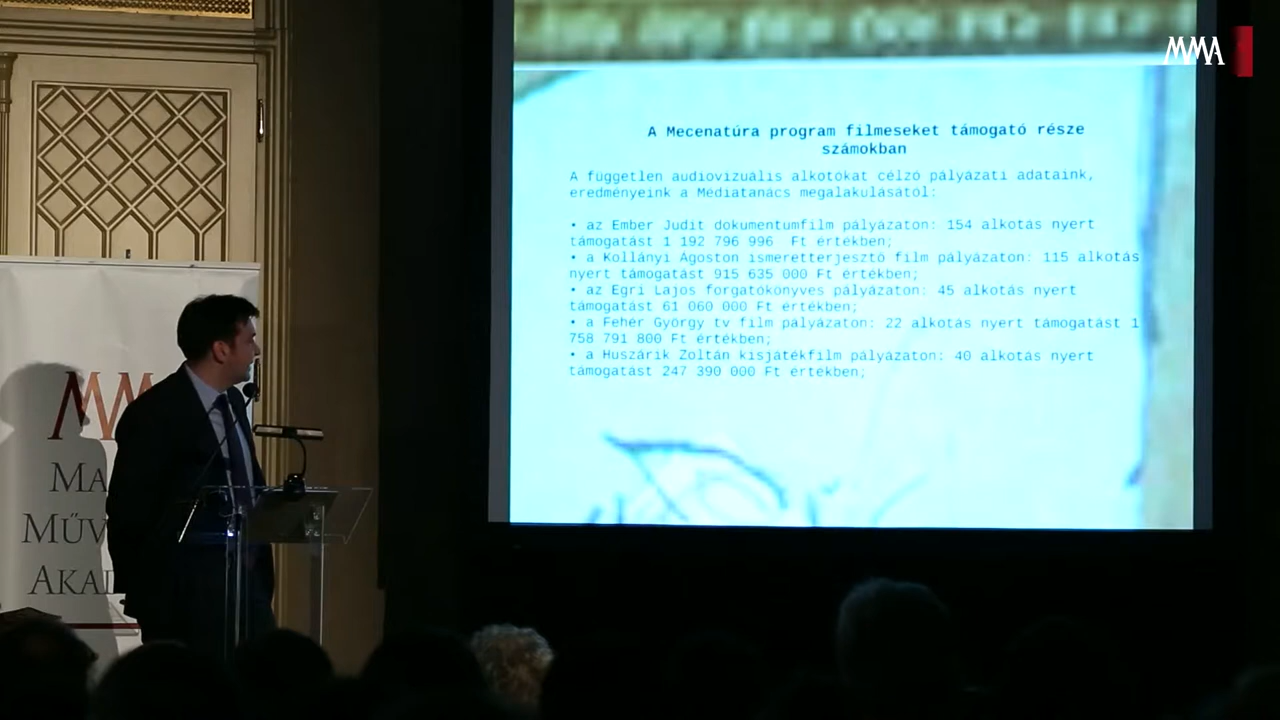 MMA
A Mecenatúra program filmeseket támogató része
számokban
A független audiovizuális alkotókat célzó pályázati adataink,
eredményeink a Médiatanács megalakulásától:
• az Ember Judit dokumentumfilm pályázaton: 154 alkotás nyert
támogatást 1 192 796 996 Ft értékben;
• a Kollányi Ágoston ismeretterjesztő film pályázaton: 115 alkotás
nyert támogatást 915 635 000 Ft értékben;
• az Egri Lajos forgatókönyves pályázaton: 45 alkotás nyert
támogatást 61 060 000 Ft értékben;
• a Fehér György tv film pályázaton: 22 alkotás nyert támogatást 1
758 791 800 Ft értékben;
• a Huszárik Zoltán kisjátékfilm pályázaton: 40 alkotás nyert
támogatást 247 390 000 Ft értékben;
MM
MA
MŰV
AKAD